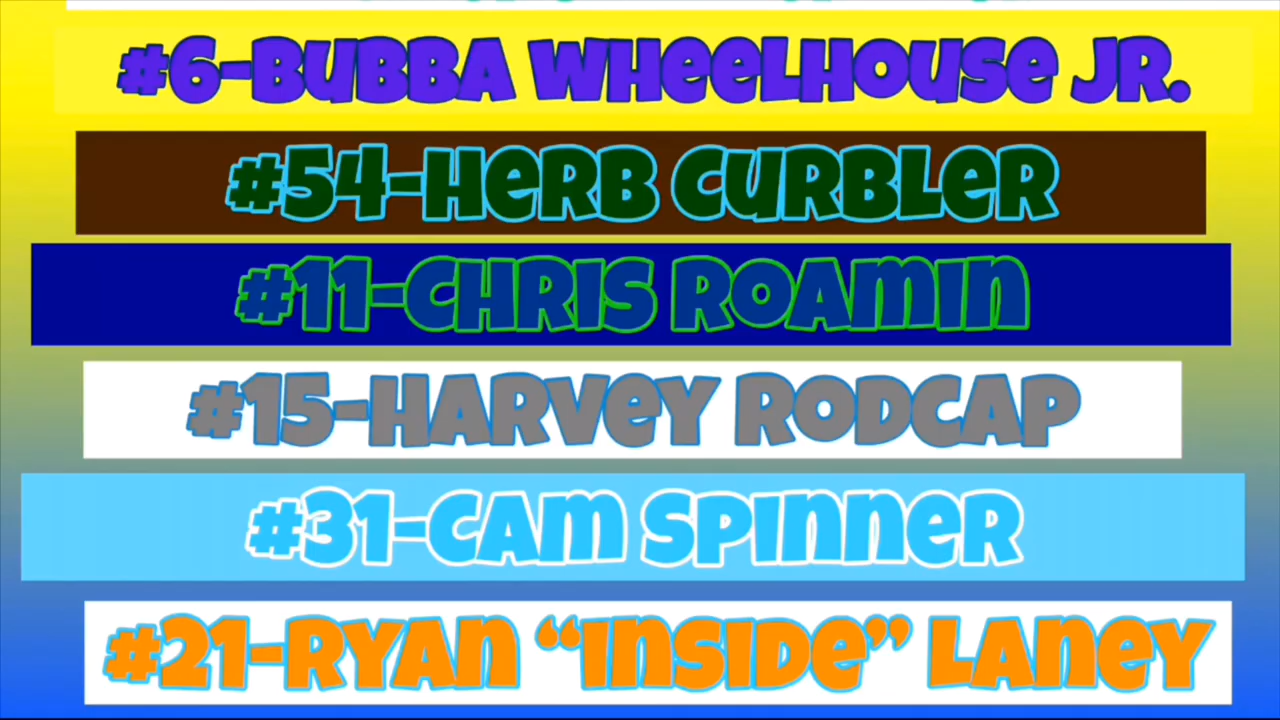 #6-BUBBA WHEELHOUSE JR.
#54-HERB CURBLER
#11-CHRIS ROAMIN
#15-HARVEY RODCAP
#31-CAM SPINNER
#21-RYAN “INSIDE” LANEY